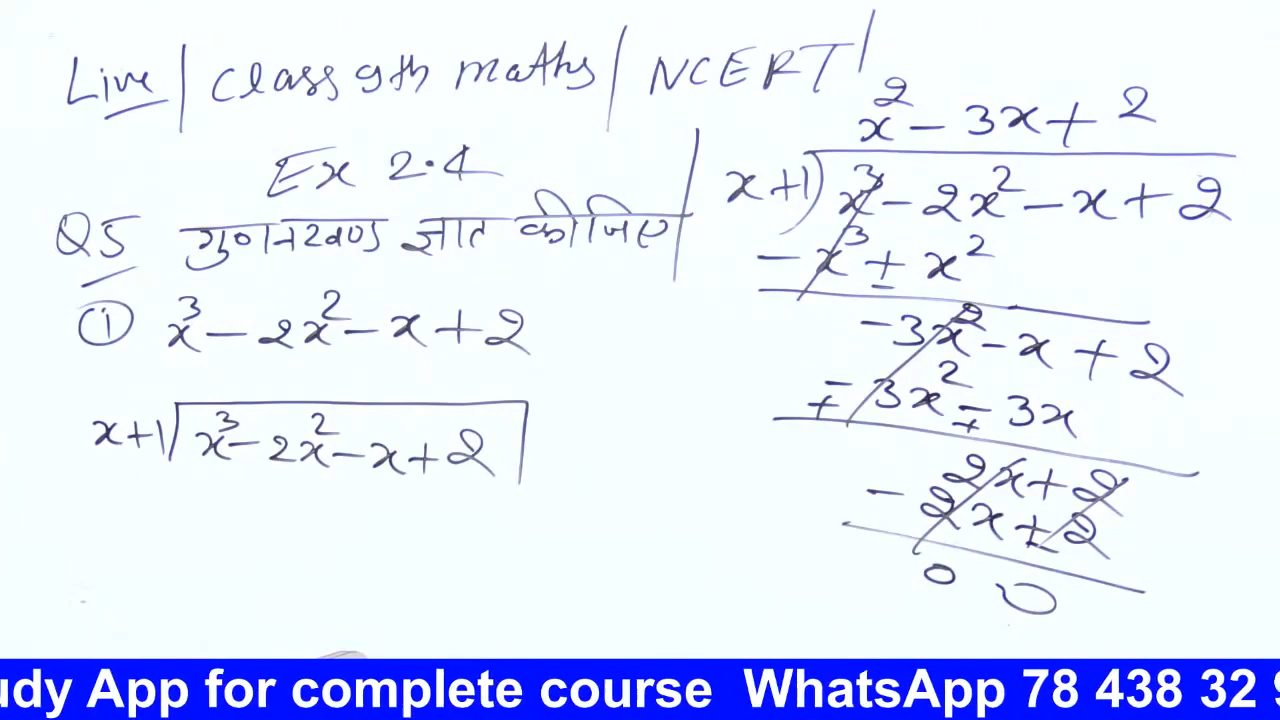 Live | Class 9th maths | NCERT |
Ex 2.4
Q5 गुणनखण्ड ज्ञात कीजिए
① x³ - 2x² - x + 2
x+1) x³ - 2x² - x + 2
x² - 3x + 2
x+1) x³ - 2x² - x + 2
- x³ ± x²
-3x² - x + 2
∓ 3x² ∓ 3x
2x + 2
- 2x ± 2
0 0
udy App for complete course WhatsApp 78 438 32 9